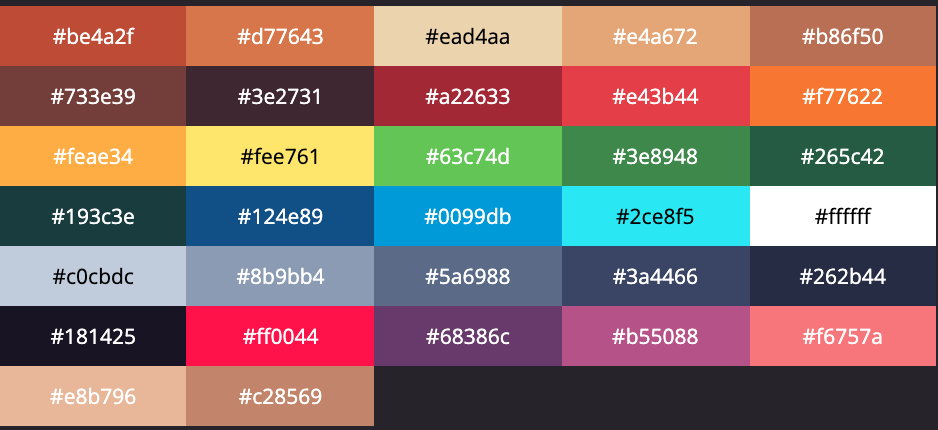 #be4a2f #d77643 #ead4aa #e4a672 #b86f50
#733e39 #3e2731 #a22633 #e43b44 #f77622
#feae34 #fee761 #63c74d #3e8948 #265c42
#193c3e #124e89 #0099db #2ce8f5 #ffffff
#c0cbdc #8b9bb4 #5a6988 #3a4466 #262b44
#181425 #ff0044 #68386c #b55088 #f6757a
#e8b796 #c28569